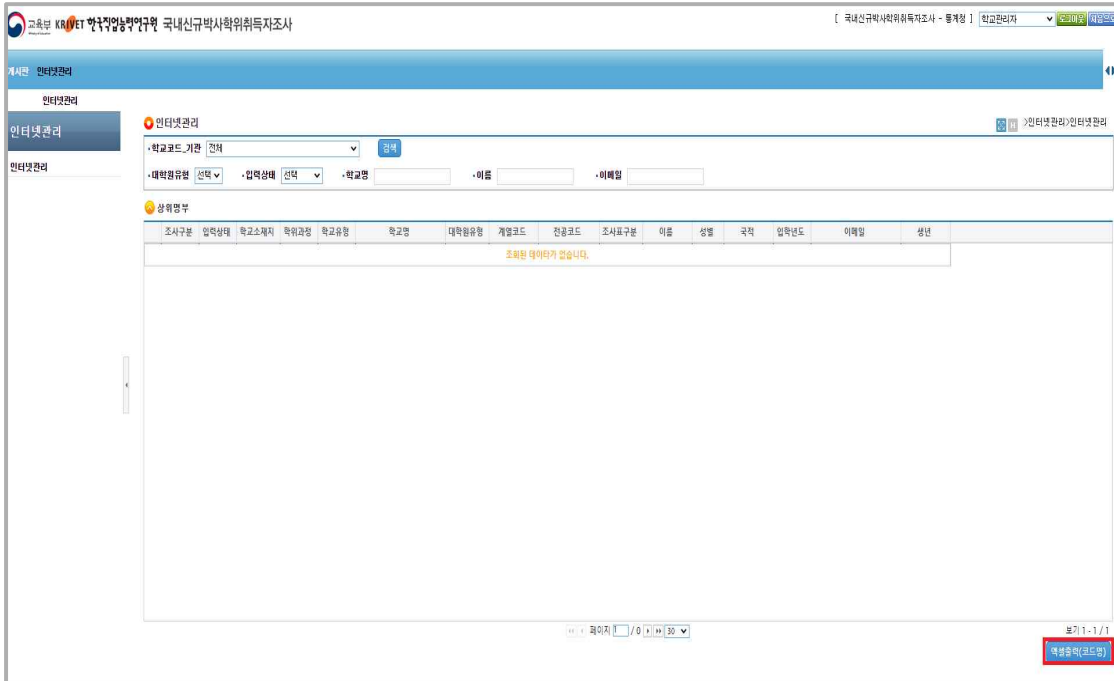 교육부 KRIVET 한국직업능력연구원 국내신규박사학위취득자조사
[ 국내신규박사학위취득자조사 - 통계청 ] 학교관리자 로그아웃 처음으로
게시판 인터넷관리
인터넷관리
인터넷관리
인터넷관리
인터넷관리 >인터넷관리>인터넷관리
·학교코드_기관 전체 검색
·대학원유형 선택 ·입력상태 선택 ·학교명 ·이름 ·이메일
상위명부
조사구분 입력상태 학교소재지 학위과정 학교유형 학교명 대학원유형 계열코드 전공코드 조사표구분 이름 성별 국적 입학년도 이메일 생년
조회된 데이타가 없습니다.
페이지 1 / 0 30 보기 1 - 1 / 1
엑셀출력(코드명)